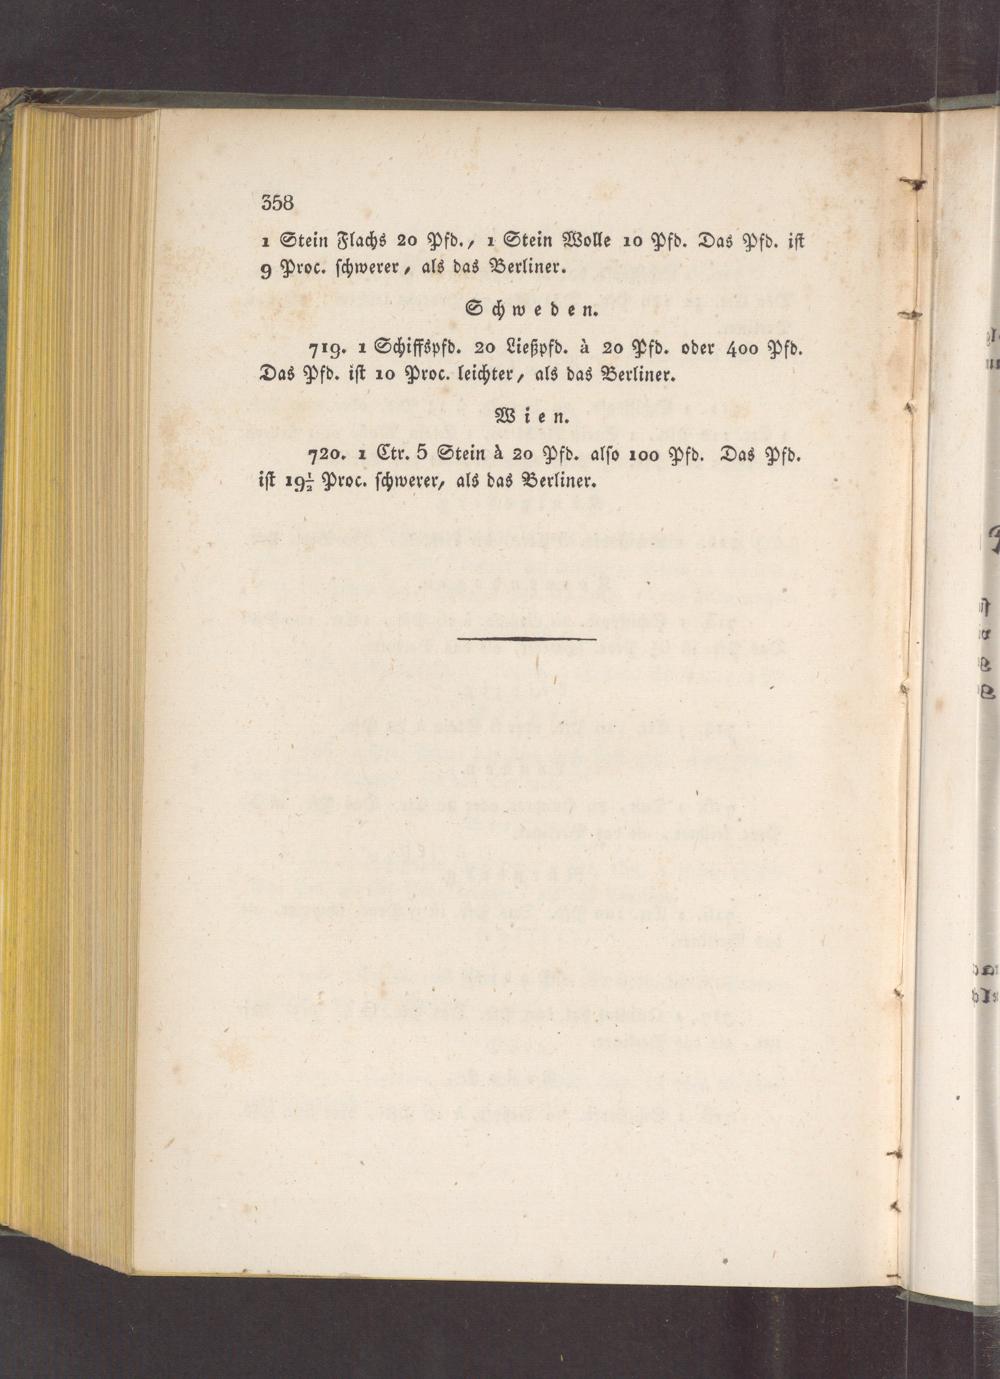 358
1 Stein Flachs 20 Pfd., 1 Stein Wolle 10 Pfd. Das Pfd. ist
9 Proc. schwerer, als das Berliner.
Schweden.
719. 1 Schiffspfd. 20 Ließpfd. à 20 Pfd. oder 400 Pfd.
Das Pfd. ist 10 Proc. leichter, als das Berliner.
Wien.
720. 1 Ctr. 5 Stein à 20 Pfd. also 100 Pfd. Das Pfd.
ist 19½ Proc. schwerer, als das Berliner.